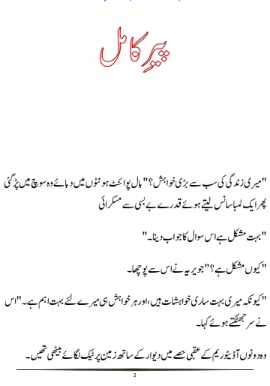 پیرِ کامل
"میری زندگی کی سب سے بڑی خواہش؟" بال پوائنٹ ہونٹوں میں دبائے وہ سوچ میں پڑ گئی
پھر ایک لمبا سانس لیتے ہوئے قدرے بے بسی سے مسکرائی
"بہت مشکل ہے اس سوال کا جواب دینا۔"
"کیوں مشکل ہے؟" جویریہ نے اس سے پوچھا۔
"کیونکہ میری بہت ساری خواہشات ہیں، اور ہر خواہش ہی میرے لئے بہت اہم ہے۔" اس
نے سر جھٹکتے ہوئے کہا۔
وہ دونوں آڈیٹوریم کے عقبی حصے میں دیوار کے ساتھ زمین پر ٹیک لگائے بیٹھی تھیں۔
2